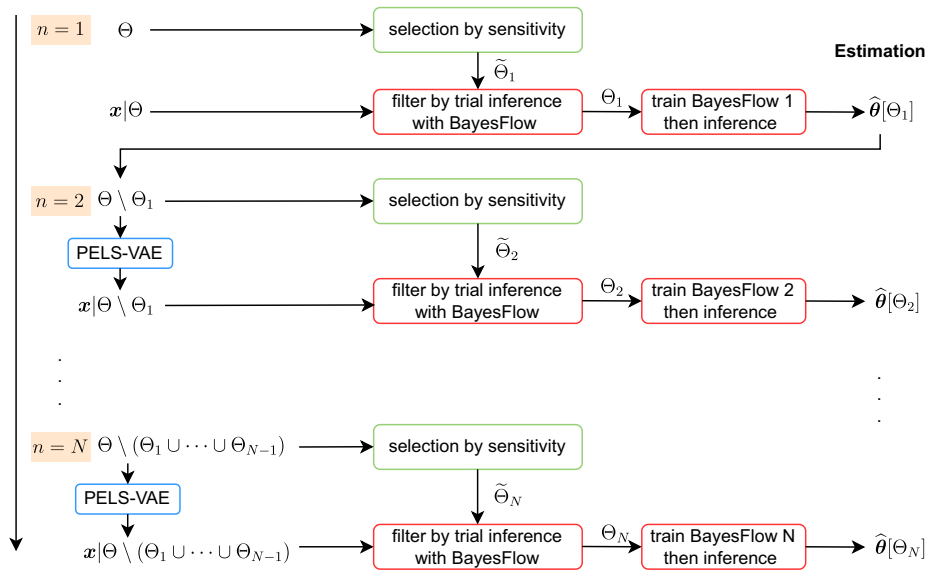 n = 1 Θ selection by sensitivity
Estimation
Θ̃₁
x|Θ filter by trial inference with BayesFlow Θ₁ train BayesFlow 1 then inference θ̂[Θ₁]
n = 2 Θ \ Θ₁ selection by sensitivity
PELS-VAE Θ̃₂
x|Θ \ Θ₁ filter by trial inference with BayesFlow Θ₂ train BayesFlow 2 then inference θ̂[Θ₂]
. .
. .
. .
n = N Θ \ (Θ₁ ∪ ⋯ ∪ Θ_{N−1}) selection by sensitivity
PELS-VAE Θ̃_N
x|Θ \ (Θ₁ ∪ ⋯ ∪ Θ_{N−1}) filter by trial inference with BayesFlow Θ_N train BayesFlow N then inference θ̂[Θ_N]